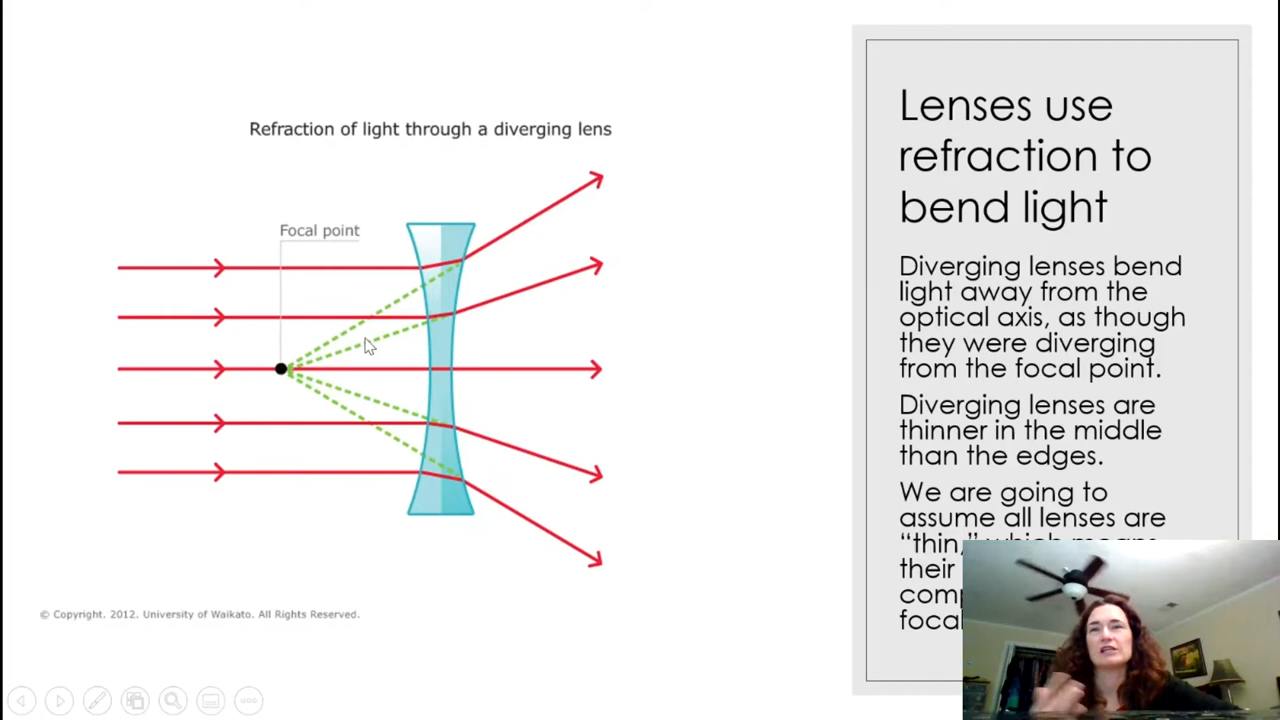 Refraction of light through a diverging lens
Focal point
© Copyright. 2012. University of Waikato. All Rights Reserved.
Lenses use
refraction to
bend light
Diverging lenses bend
light away from the
optical axis, as though
they were diverging
from the focal point.
Diverging lenses are
thinner in the middle
than the edges.
We are going to
assume all lenses are
“thin,” which means
their